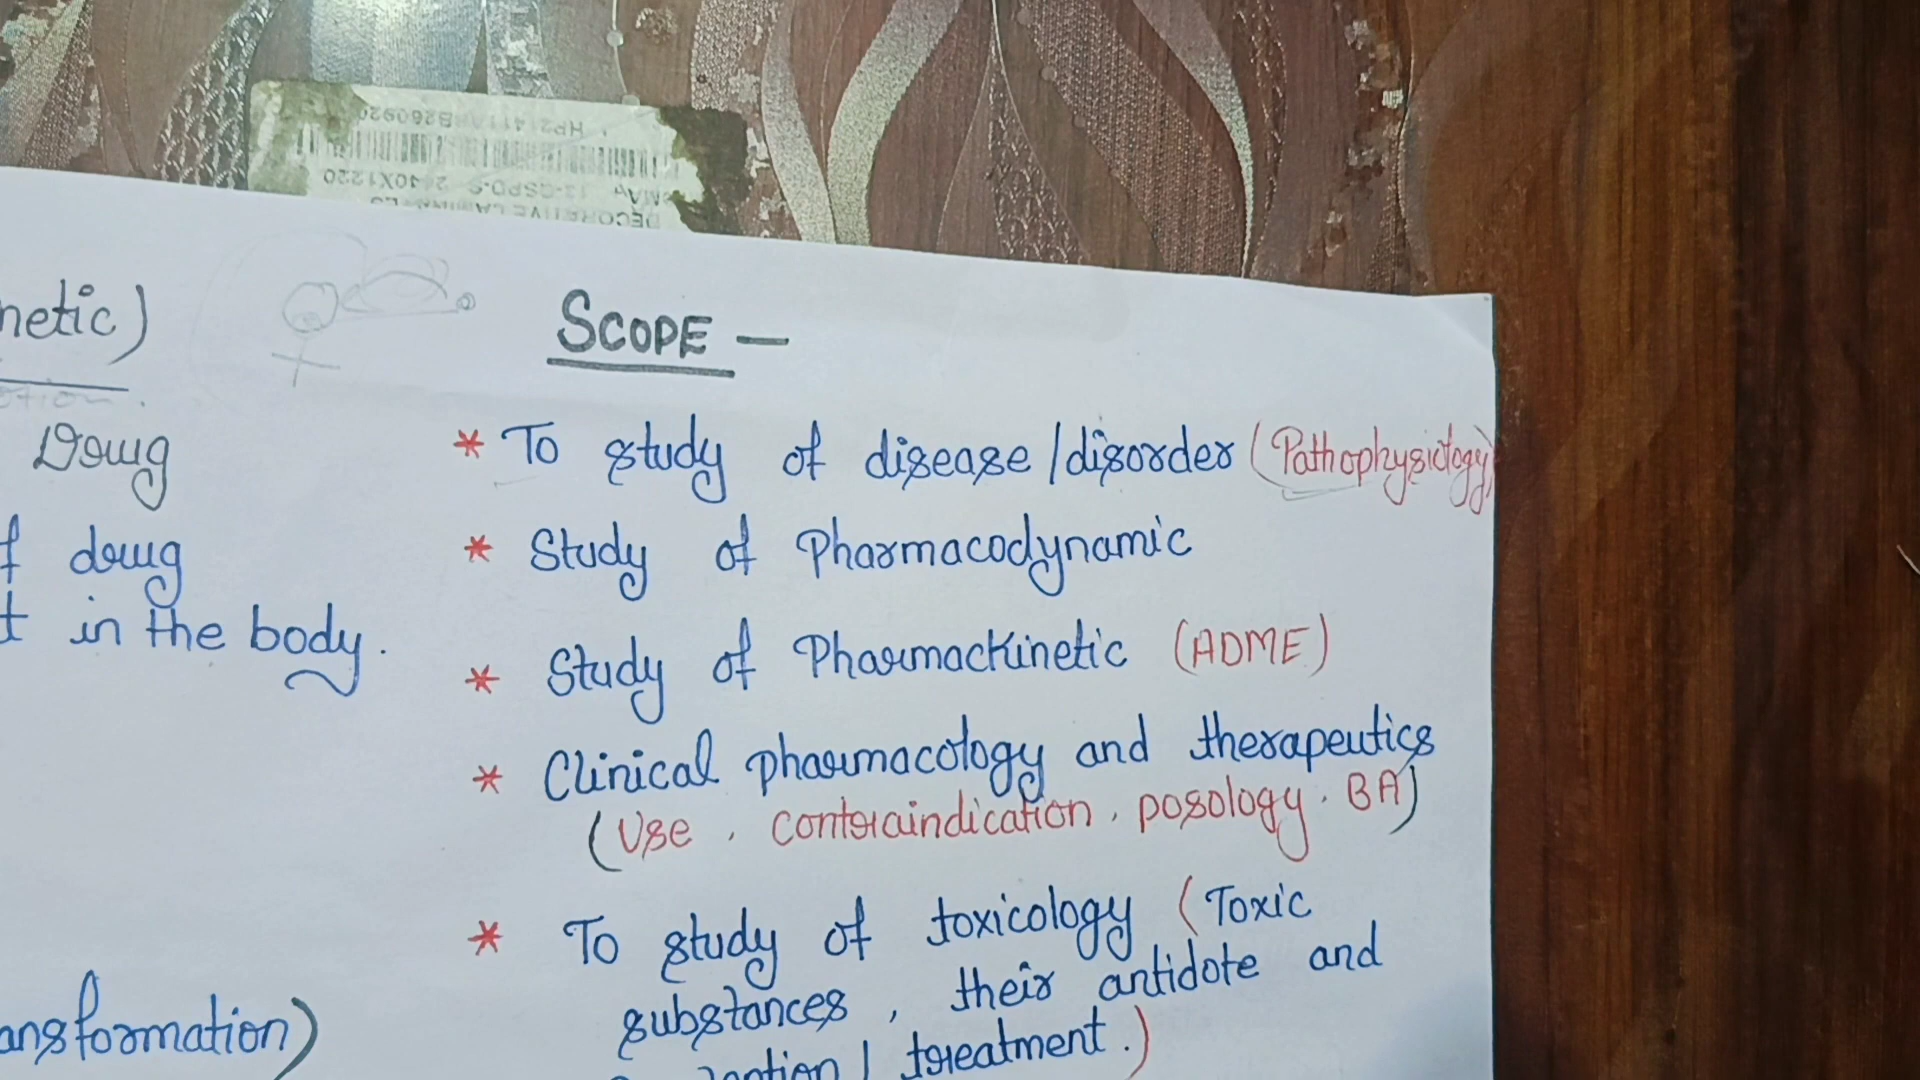 SCOPE —
* To study of disease/disorder (Pathophysiology)
* Study of Pharmacodynamic
* Study of Pharmackinetic (ADME)
* Clinical pharmacology and therapeutics
(Use, contraindication, posology, BA)
* To study of toxicology (Toxic
substances, their antidote and
treatment.)
netic)
Drug
f drug
t in the body.
ansformation)